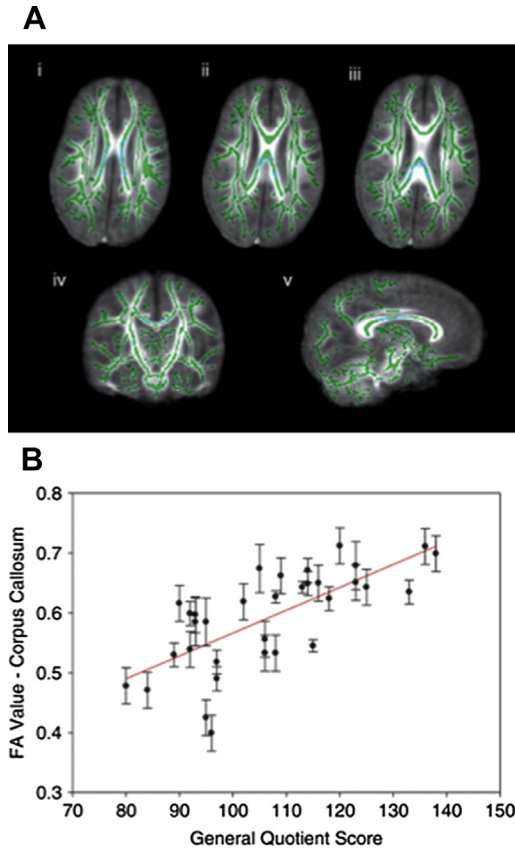 A
i
ii
iii
iv
v
B
0.8
0.7
0.6
0.5
0.4
0.3
FA Value - Corpus Callosum
70 80 90 100 110 120 130 140 150
General Quotient Score